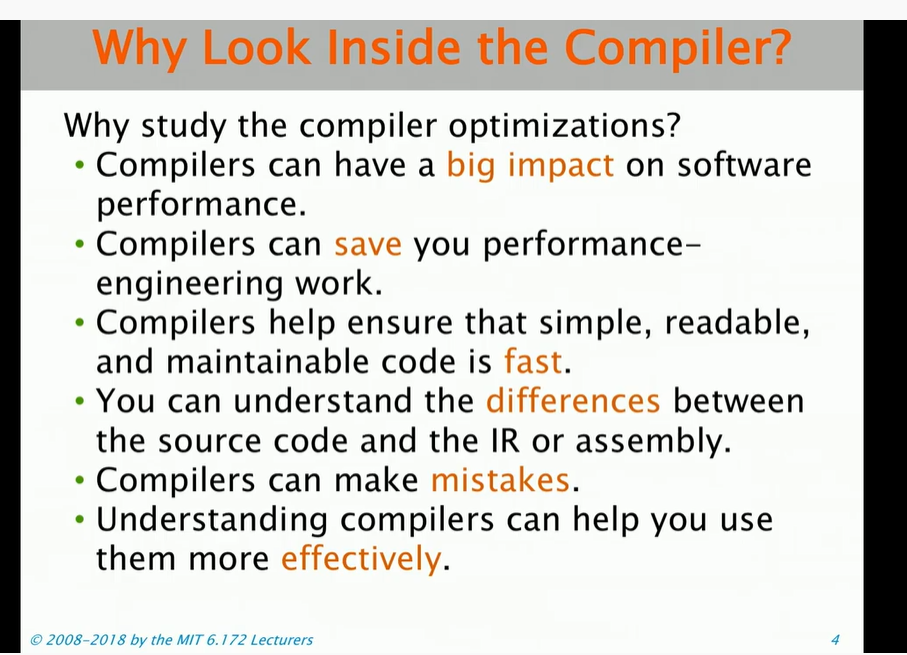 Why Look Inside the Compiler?
Why study the compiler optimizations?
• Compilers can have a big impact on software
performance.
• Compilers can save you performance-
engineering work.
• Compilers help ensure that simple, readable,
and maintainable code is fast.
• You can understand the differences between
the source code and the IR or assembly.
• Compilers can make mistakes.
• Understanding compilers can help you use
them more effectively.
© 2008-2018 by the MIT 6.172 Lecturers
4